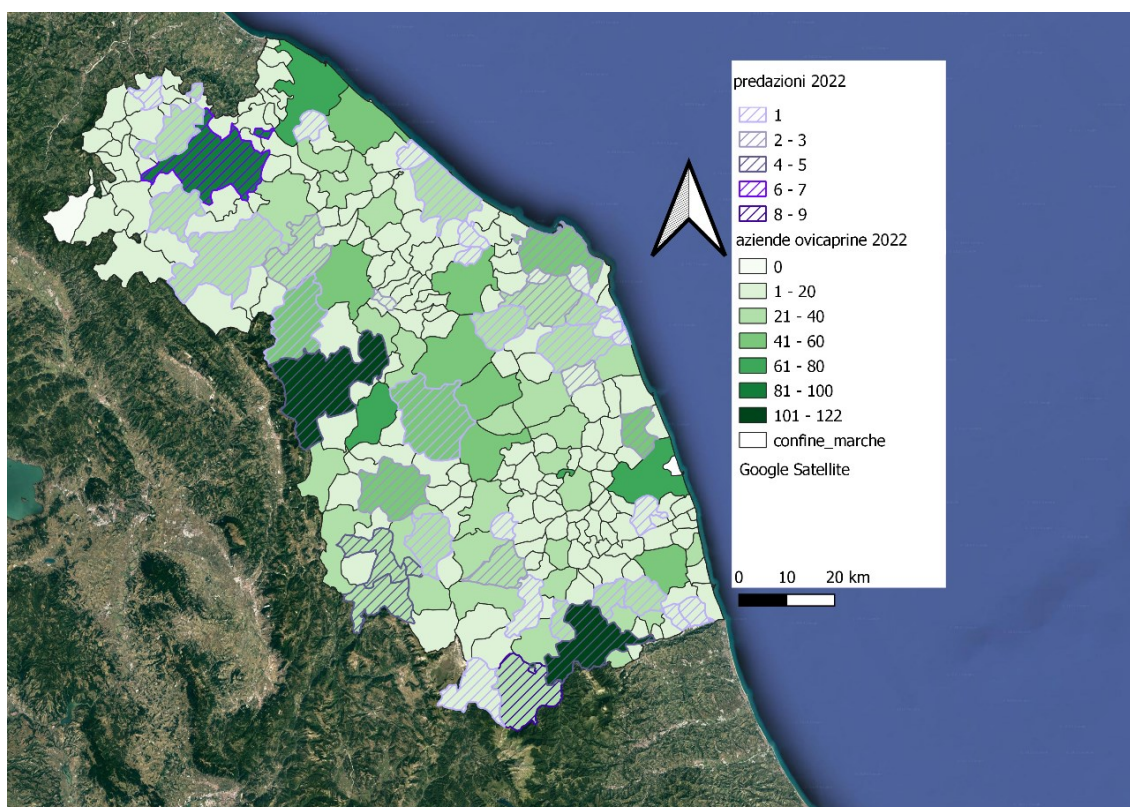 predazioni 2022
1
2 - 3
4 - 5
6 - 7
8 - 9
aziende ovicaprine 2022
0
1 - 20
21 - 40
41 - 60
61 - 80
81 - 100
101 - 122
confine_marche
Google Satellite
0 10 20 km